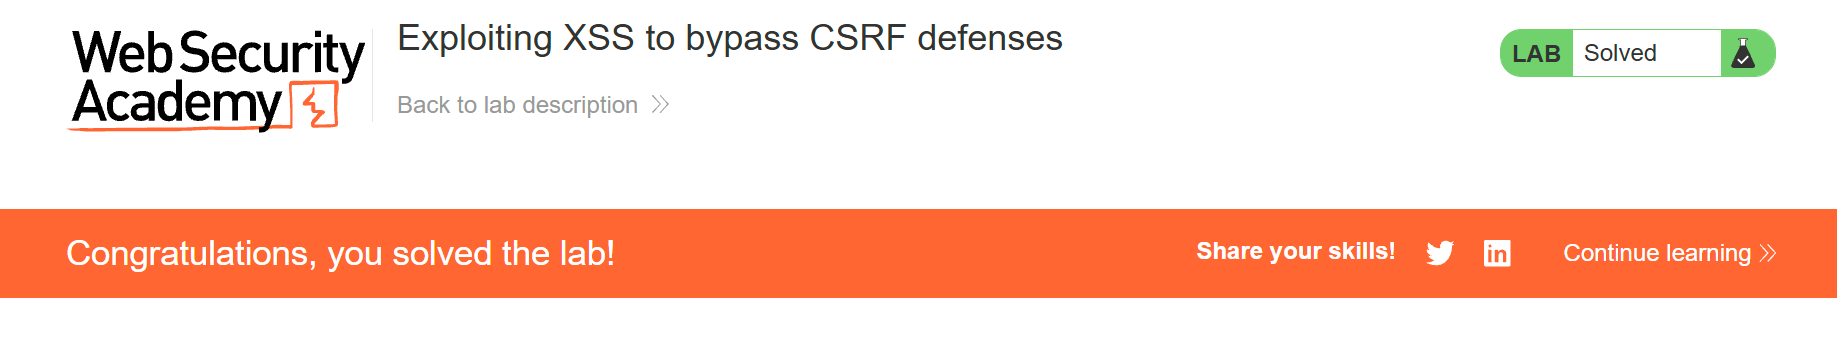 Web Security
Academy
Exploiting XSS to bypass CSRF defenses
Back to lab description
LAB Solved
Congratulations, you solved the lab!
Share your skills!
Continue learning